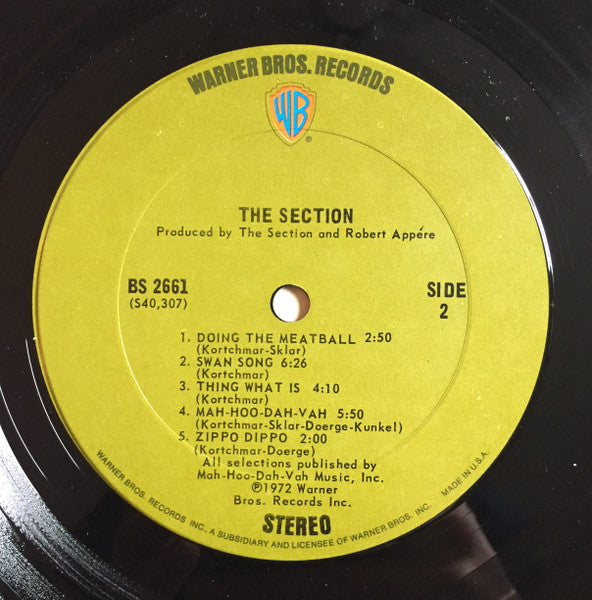 WARNER BROS. RECORDS
WB
®
THE SECTION
Produced by The Section and Robert Appére
BS 2661
(S40,307)
SIDE
2
1. DOING THE MEATBALL 2:50
(Kortchmar-Sklar)
2. SWAN SONG 6:26
(Kortchmar)
3. THING WHAT IS 4:10
(Kortchmar)
4. MAH-HOO-DAH-VAH 5:50
(Kortchmar-Sklar-Doerge-Kunkel)
5. ZIPPO DIPPO 2:00
(Kortchmar-Doerge)
All selections published by
Mah-Hoo-Dah-Vah Music, Inc.
℗1972 Warner
Bros. Records Inc.
STEREO
WARNER BROS. RECORDS INC., A SUBSIDIARY AND LICENSEE OF WARNER BROS. INC.
MADE IN U.S.A.